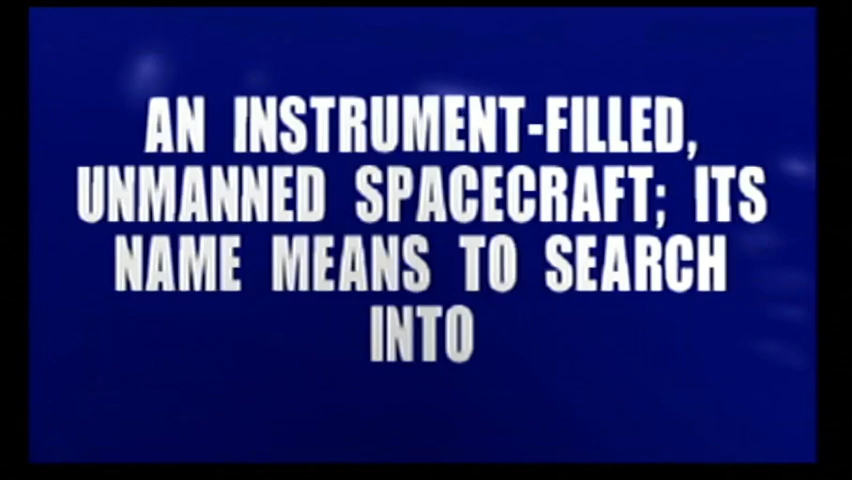 AN INSTRUMENT-FILLED,
UNMANNED SPACECRAFT; ITS
NAME MEANS TO SEARCH
INTO